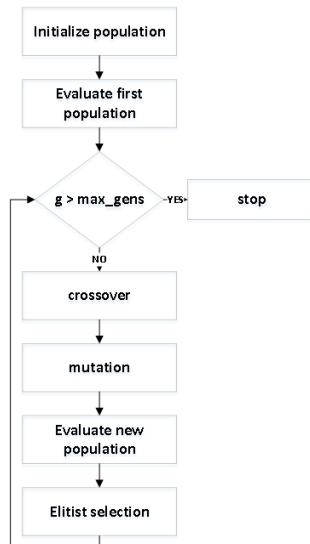 Initialize population
Evaluate first
population
g > max_gens
YES
stop
NO
crossover
mutation
Evaluate new
population
Elitist selection